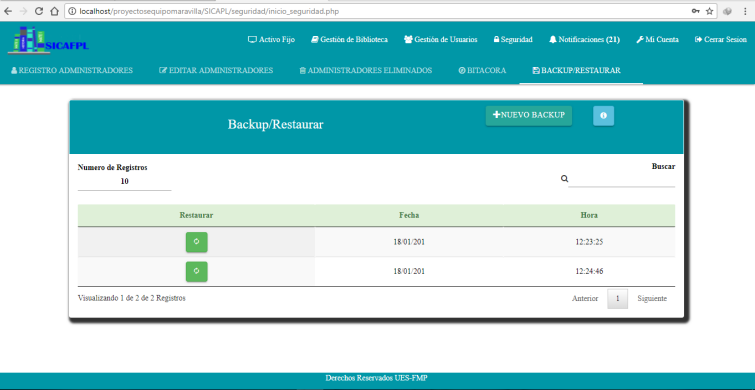 localhost/proyectosequipomaravilla/SICAPL/seguridad/inicio_seguridad.php
SICAFPL
Activo Fijo Gestión de Biblioteca Gestión de Usuarios Seguridad Notificaciones (21) Mi Cuenta Cerrar Sesion
REGISTRO ADMINISTRADORES EDITAR ADMINISTRADORES ADMINISTRADORES ELIMINADOS BITACORA BACKUP/RESTAURAR
Backup/Restaurar
NUEVO BACKUP
Numero de Registros
10
Buscar
Restaurar Fecha Hora
18/01/201 12:23:25
18/01/201 12:24:46
Visualizando 1 de 2 de 2 Registros
Anterior 1 Siguiente
Derechos Reservados UES-FMP